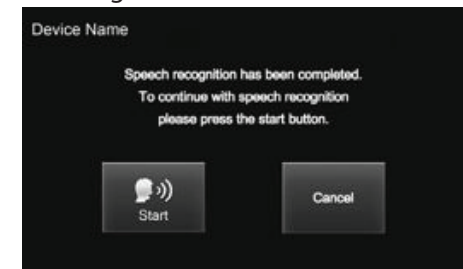 Device Name
Speech recognition has been completed.
To continue with speech recognition
please press the start button.
Start
Cancel